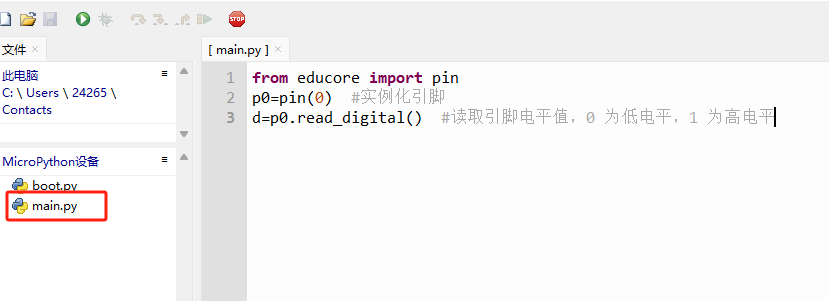 STOP
文件 ×
[ main.py ] ×
此电脑 ≡
C: \ Users \ 24265 \
Contacts
MicroPython设备 ≡
boot.py
main.py
1 from educore import pin
2 p0=pin(0)  #实例化引脚
3 d=p0.read_digital()  #读取引脚电平值，0 为低电平，1 为高电平